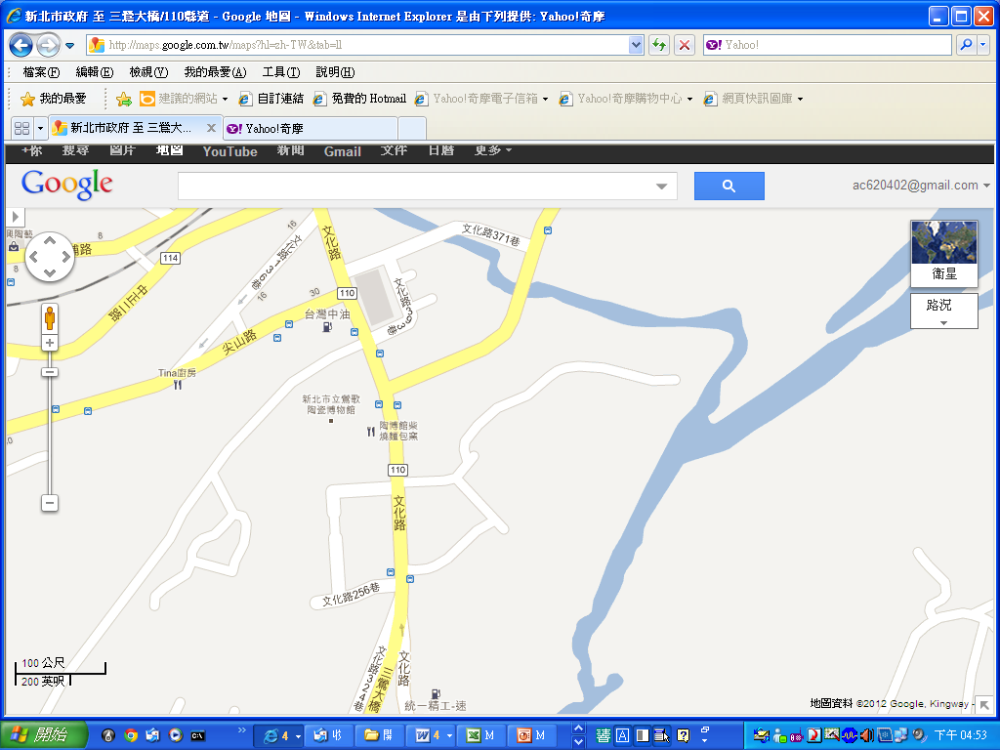 新北市政府 至 三鶯大橋/110縣道 - Google 地圖 - Windows Internet Explorer 是由下列提供: Yahoo!奇摩
http://maps.google.com.tw/maps?hl=zh-TW&tab=ll
Yahoo!
檔案(F) 編輯(E) 檢視(V) 我的最愛(A) 工具(T) 說明(H)
我的最愛 建議的網站 自訂連結 免費的 Hotmail Yahoo!奇摩電子信箱 Yahoo!奇摩購物中心 網頁快訊圖庫
新北市政府 至 三鶯大... Yahoo!奇摩
+你 搜尋 圖片 地圖 YouTube 新聞 Gmail 文件 日曆 更多
Google
ac620402@gmail.com
衛星
路況
8
114
中正三路
文化路136巷
16
16
文化路
文化路371巷
30
110
文化路393巷
台灣中油
尖山路
8
Tina廚房
新北市立鶯歌
陶瓷博物館
陶博館柴
燒麵包窯
110
文化路
文化路256巷
文化路324巷
三鶯大橋
文化路
統一精工-速
100 公尺
200 英呎
地圖資料 ©2012 Google, Kingway -
開始
4
收
開
4
M
M
下午 04:53